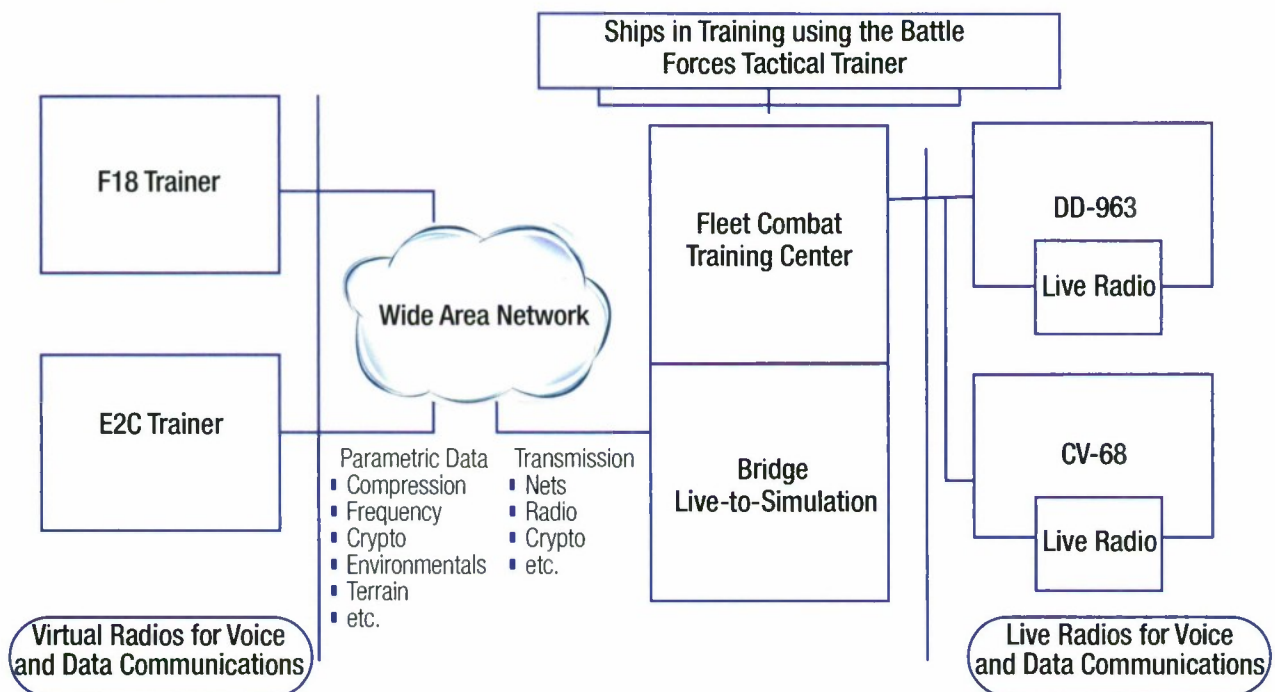 Ships in Training using the Battle
Forces Tactical Trainer
F18 Trainer
Wide Area Network
E2C Trainer
Parametric Data
▪ Compression
▪ Frequency
▪ Crypto
▪ Environmentals
▪ Terrain
▪ etc.
Transmission
▪ Nets
▪ Radio
▪ Crypto
▪ etc.
Fleet Combat
Training Center
Bridge
Live-to-Simulation
DD-963
Live Radio
CV-68
Live Radio
Virtual Radios for Voice
and Data Communications
Live Radios for Voice
and Data Communications